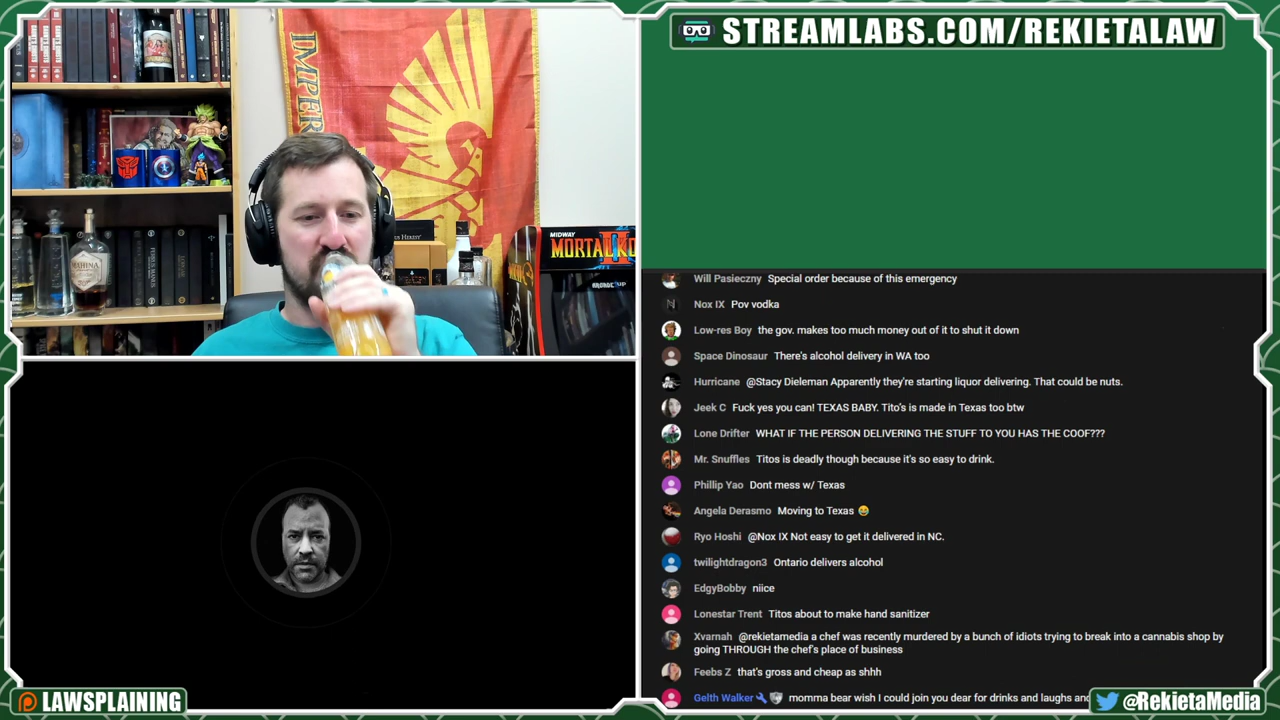 STREAMLABS.COM/REKIETALAW
IMPER
MIDWAY
MORTAL KO
II
ARCADE1UP
MAHINA
Will Pasieczny Special order because of this emergency
Nox IX Pov vodka
Low-res Boy the gov. makes too much money out of it to shut it down
Space Dinosaur There's alcohol delivery in WA too
Hurricane @Stacy Dieleman Apparently they're starting liquor delivering. That could be nuts.
Jeek C Fuck yes you can! TEXAS BABY. Tito's is made in Texas too btw
Lone Drifter WHAT IF THE PERSON DELIVERING THE STUFF TO YOU HAS THE COOF???
Mr. Snuffles Titos is deadly though because it's so easy to drink.
Phillip Yao Dont mess w/ Texas
Angela Derasmo Moving to Texas 😂
Ryo Hoshi @Nox IX Not easy to get it delivered in NC.
twilightdragon3 Ontario delivers alcohol
EdgyBobby niice
Lonestar Trent Titos about to make hand sanitizer
Xvarnah @rekietamedia a chef was recently murdered by a bunch of idiots trying to break into a cannabis shop by
going THROUGH the chef's place of business
Feebs Z that's gross and cheap as shhh
Gelth Walker momma bear wish I could join you dear for drinks and laughs and
LAWSPLAINING
@RekietaMedia